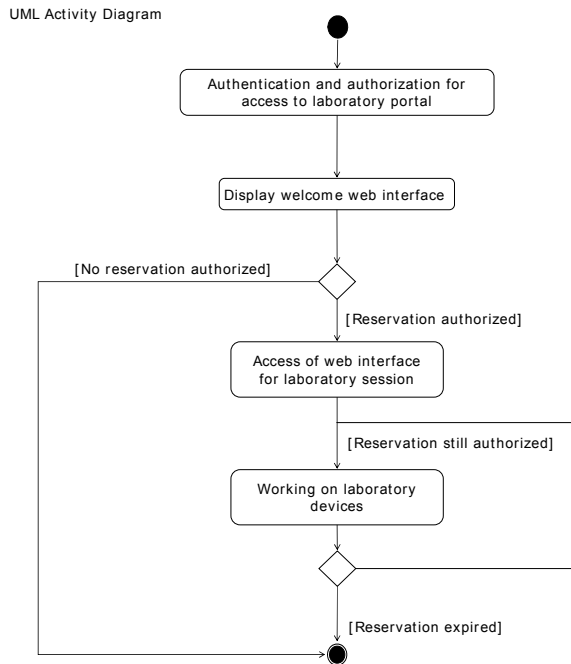 UML Activity Diagram
Authentication and authorization for
access to laboratory portal
Display welcome web interface
[No reservation authorized]
[Reservation authorized]
Access of web interface
for laboratory session
[Reservation still authorized]
Working on laboratory
devices
[Reservation expired]